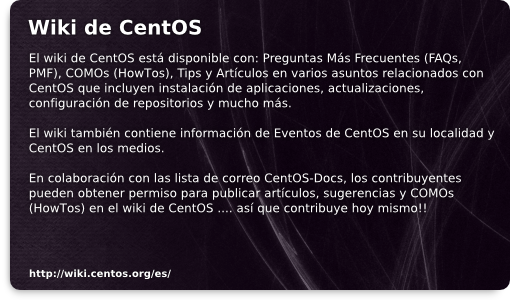 Wiki de CentOS
El wiki de CentOS está disponible con: Preguntas Más Frecuentes (FAQs,
PMF), COMOs (HowTos), Tips y Artículos en varios asuntos relacionados con
CentOS que incluyen instalación de aplicaciones, actualizaciones,
configuración de repositorios y mucho más.
El wiki también contiene información de Eventos de CentOS en su localidad y
CentOS en los medios.
En colaboración con las lista de correo CentOS-Docs, los contribuyentes
pueden obtener permiso para publicar artículos, sugerencias y COMOs
(HowTos) en el wiki de CentOS .... así que contribuye hoy mismo!!
http://wiki.centos.org/es/